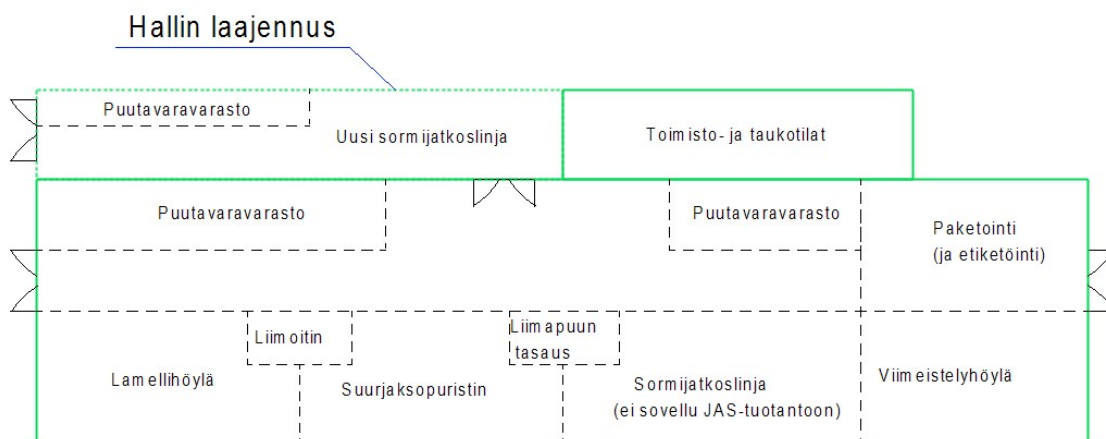 Hallin laajennus
Puutavaravarasto
Uusi sormijatkoslinja
Toimisto- ja taukotilat
Puutavaravarasto
Puutavaravarasto
Paketointi
(ja etiketöinti)
Liimoitin
Liimapuun
tasaus
Lamellihöylä
Suurjaksopuristin
Sormijatkoslinja
(ei sovellu JAS-tuotantoon)
Viimeistelyhöylä